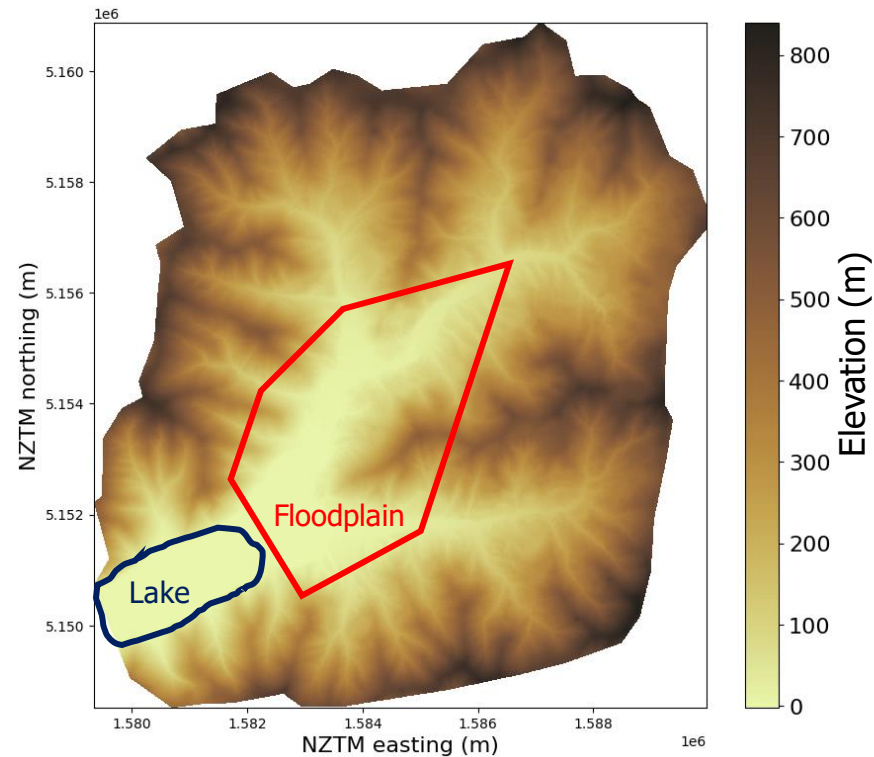 1e6
5.160
5.158
5.156
5.154
5.152
5.150
NZTM northing (m)
Floodplain
Lake
1.580
1.582
1.584
1.586
1.588
NZTM easting (m)
1e6
800
700
600
500
400
300
200
100
0
Elevation (m)